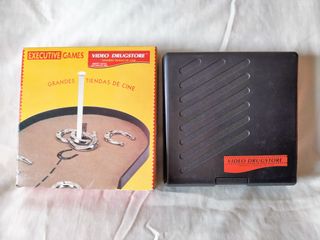 EXECUTIVE GAMES
VIDEO DRUGSTORE
GRANDES TIENDAS DE CINE
VIDEO DRUGSTORE